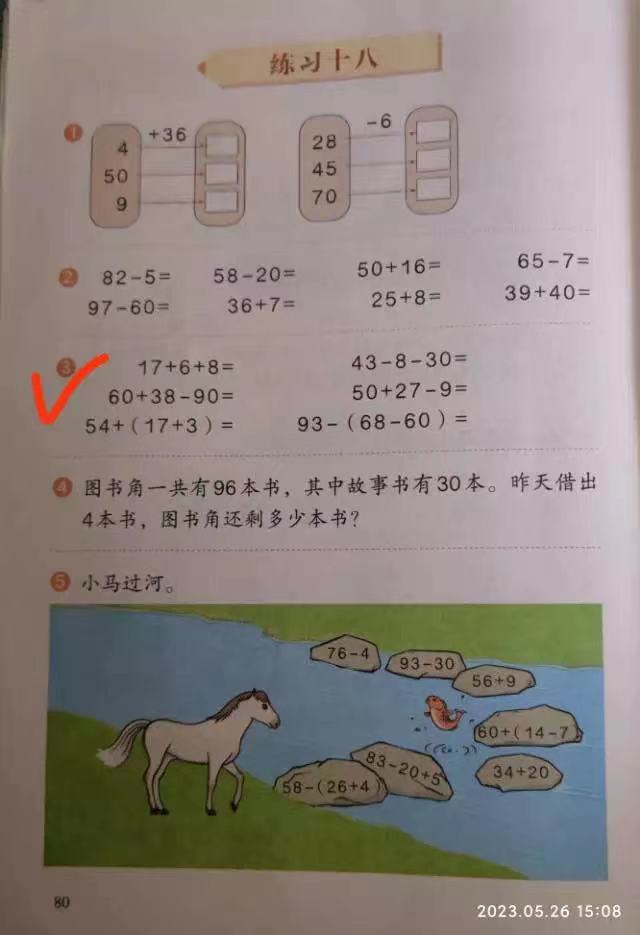 练习十八
1
+36
4
50
9
-6
28
45
70
2 82-5= 58-20= 50+16= 65-7=
97-60= 36+7= 25+8= 39+40=
3 17+6+8= 43-8-30=
60+38-90= 50+27-9=
54+(17+3)= 93-(68-60)=
4 图书角一共有96本书，其中故事书有30本。昨天借出
4本书，图书角还剩多少本书？
5 小马过河。
76-4
93-30
56+9
60+(14-7
34+20
83-20+5
58-(26+4
80
2023.05.26 15:08